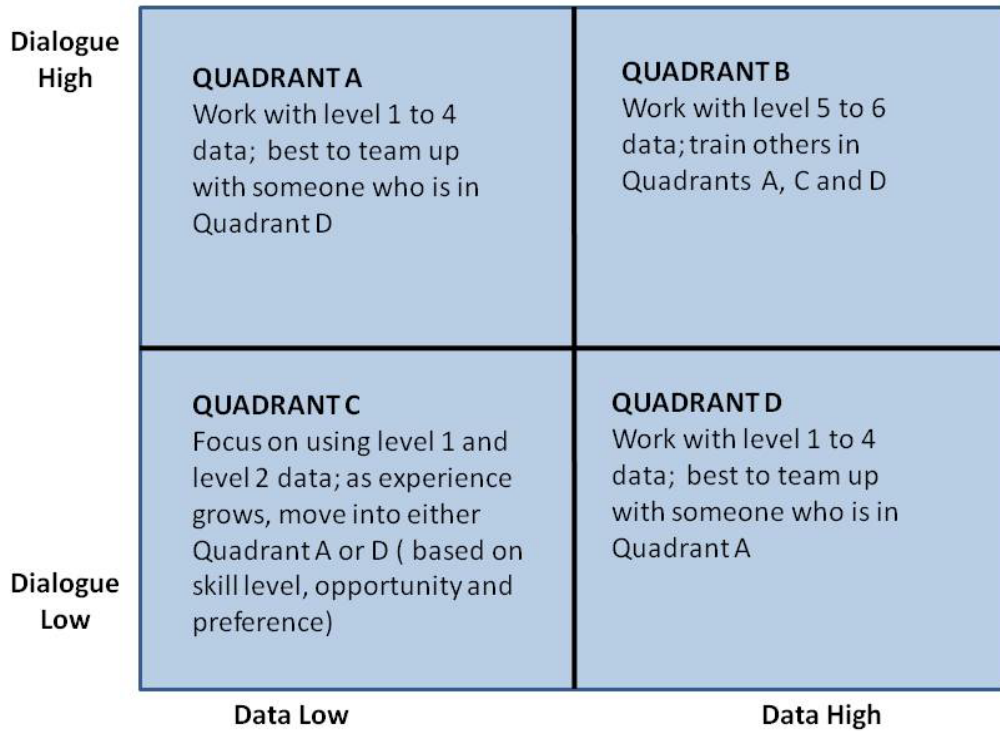 Dialogue
High
QUADRANT A
Work with level 1 to 4
data;  best to team up
with someone who is in
Quadrant D
QUADRANT B
Work with level 5 to 6
data; train others in
Quadrants A, C and D
Dialogue
Low
QUADRANT C
Focus on using level 1 and
level 2 data; as experience
grows, move into either
Quadrant A or D ( based on
skill level, opportunity and
preference)
QUADRANT D
Work with level 1 to 4
data;  best to team up
with someone who is in
Quadrant A
Data Low
Data High